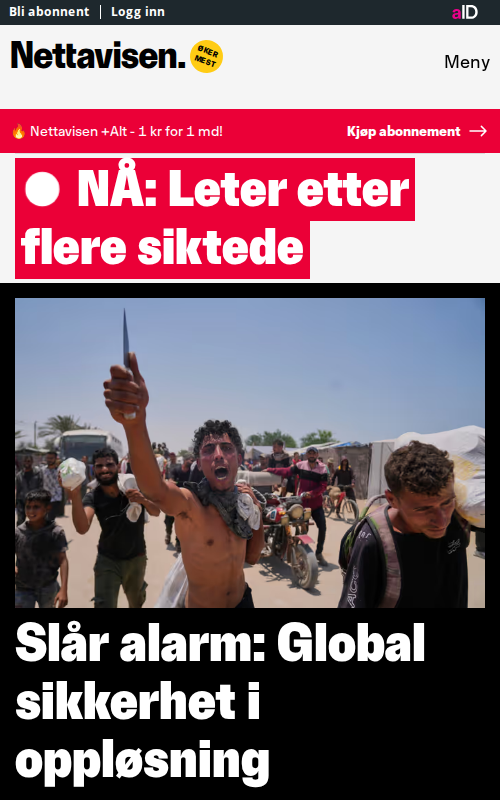 Bli abonnent | Logg inn
aID
Nettavisen.
ØKER
MEST
Meny
🔥 Nettavisen +Alt - 1 kr for 1 md!
Kjøp abonnement →
NÅ: Leter etter
flere siktede
Slår alarm: Global
sikkerhet i
oppløsning